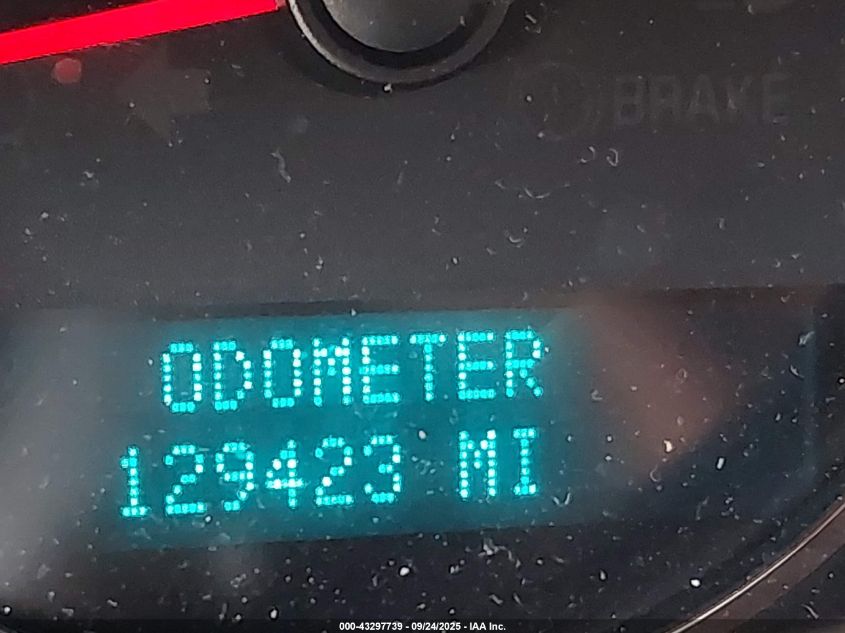 BRAKE
ODOMETER
129423 MI
000-43297739 - 09/24/2025 - IAA Inc.